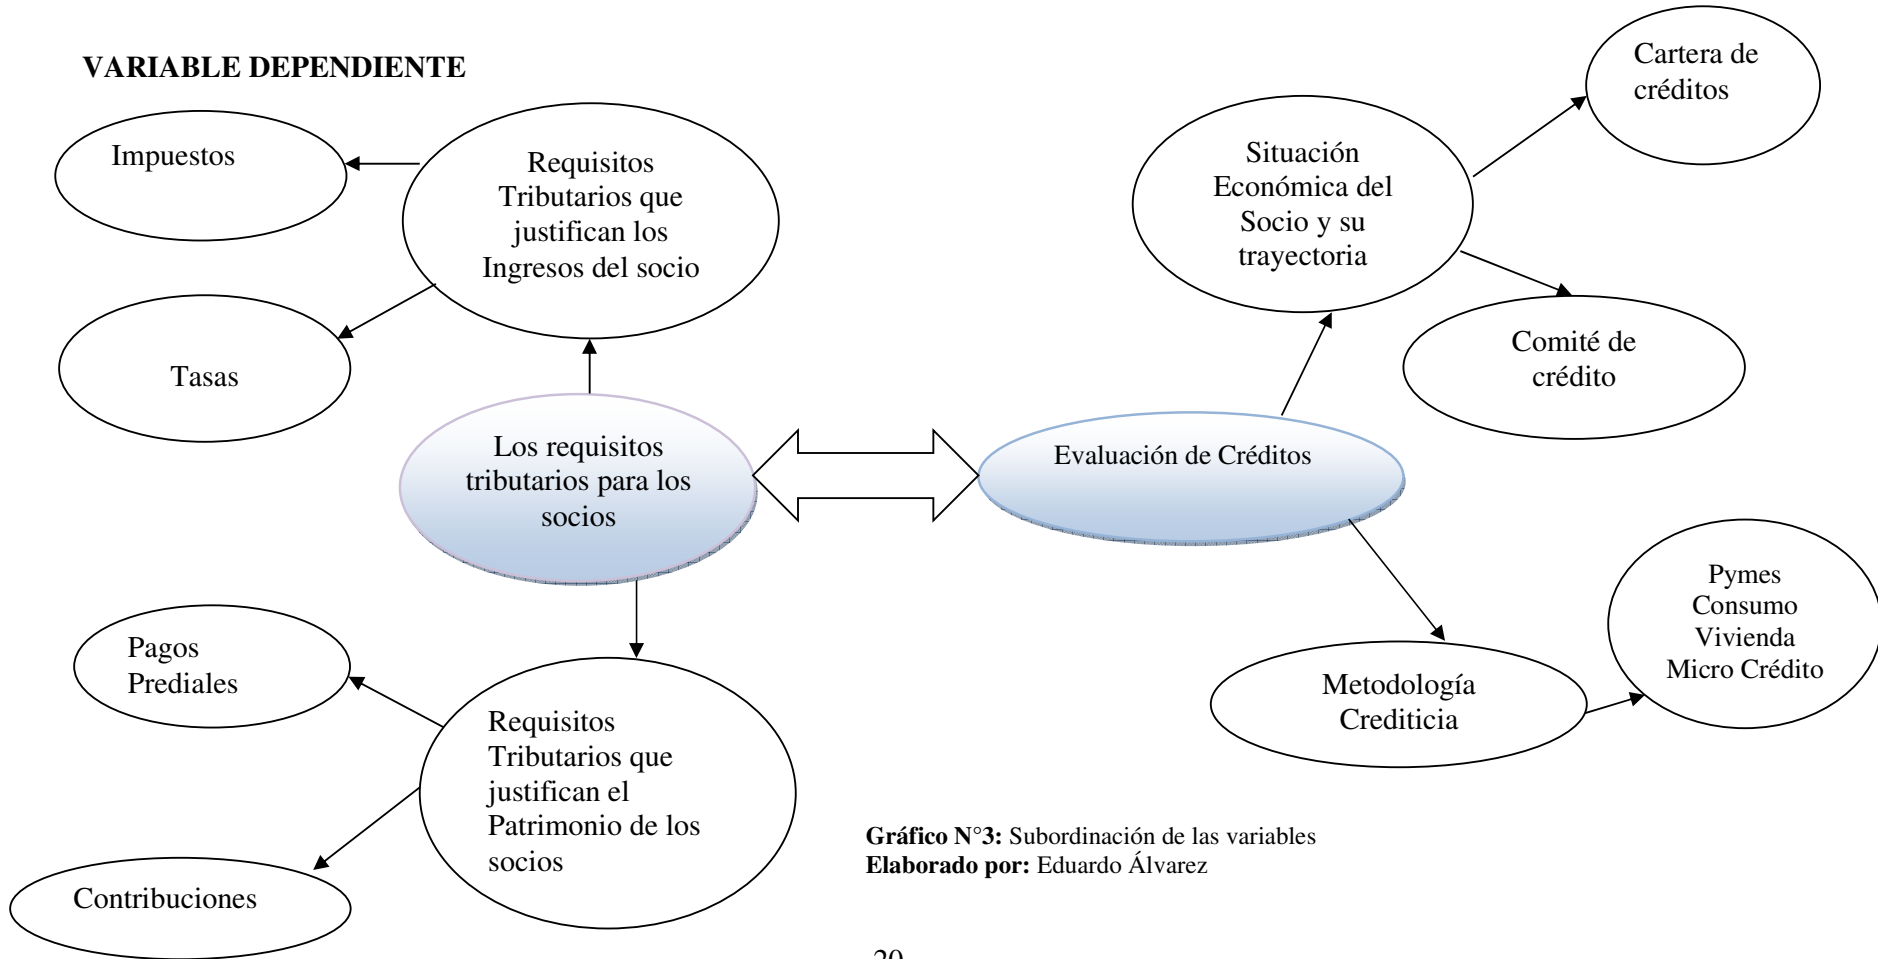 VARIABLE DEPENDIENTE
Impuestos
Requisitos
Tributarios que
justifican los
Ingresos del socio
Tasas
Los requisitos
tributarios para los
socios
Pagos
Prediales
Requisitos
Tributarios que
justifican el
Patrimonio de los
socios
Contribuciones
Cartera de
créditos
Situación
Económica del
Socio y su
trayectoria
Comité de
crédito
Evaluación de Créditos
Pymes
Consumo
Vivienda
Micro Crédito
Metodología
Crediticia
Gráfico N°3: Subordinación de las variables
Elaborado por: Eduardo Álvarez
20